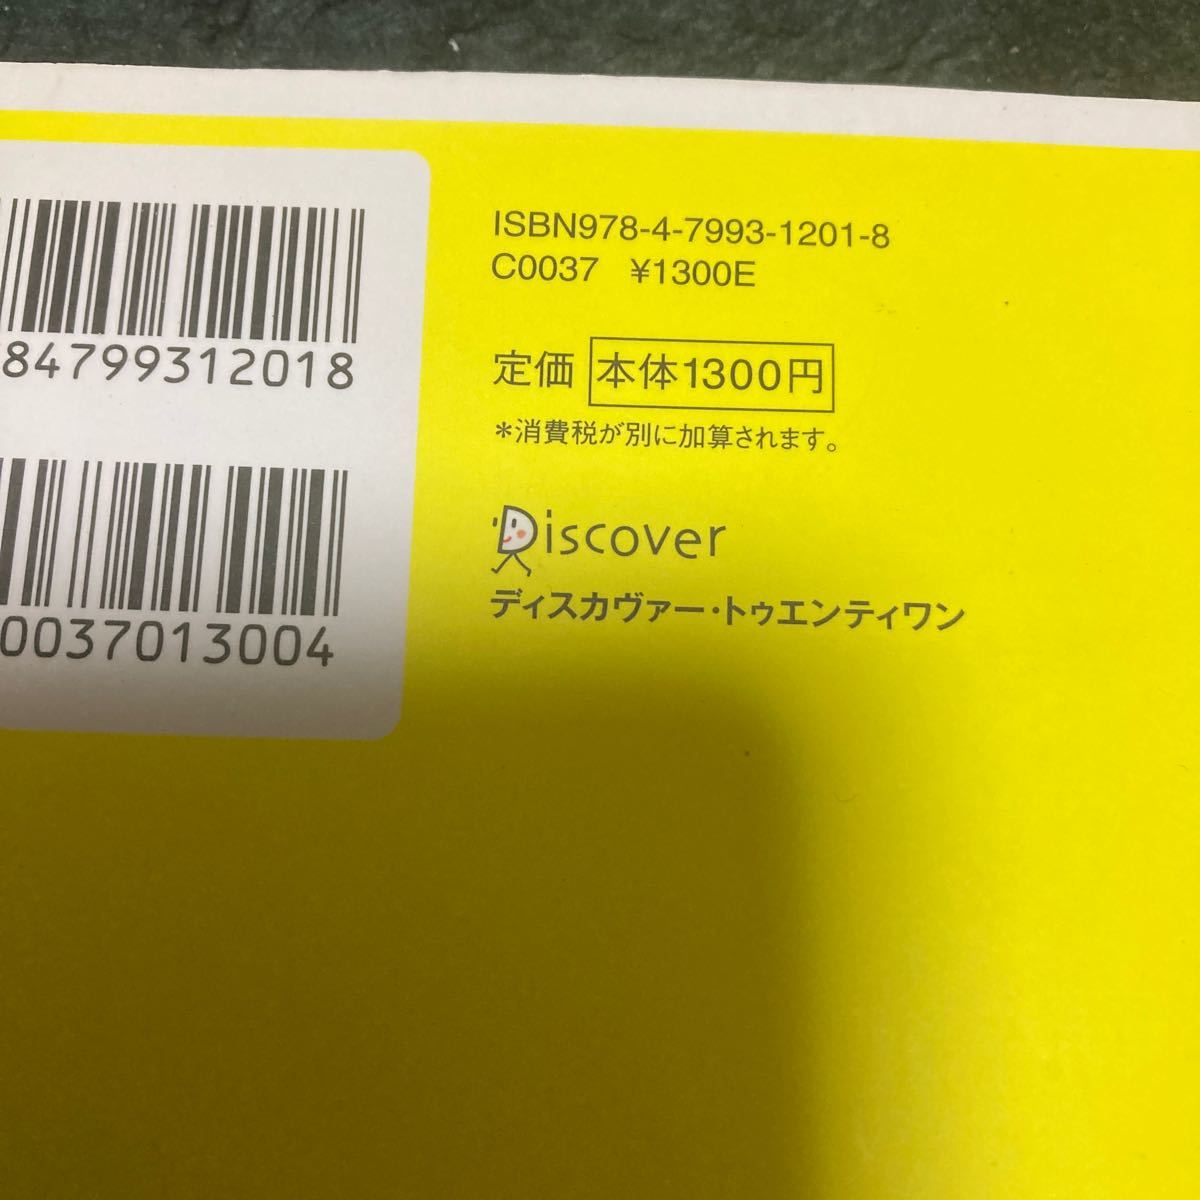 ISBN978-4-7993-1201-8
C0037 ¥1300E
84799312018
定価 本体1300円
*消費税が別に加算されます。
Discover
ディスカヴァー・トゥエンティワン
0037013004